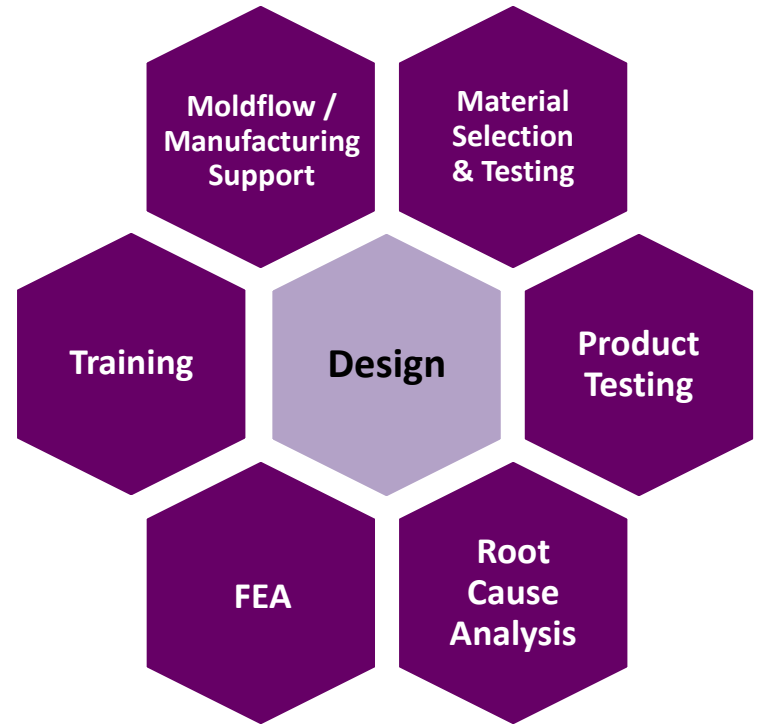 Moldflow /
Manufacturing
Support
Material
Selection
& Testing
Training
Design
Product
Testing
FEA
Root
Cause
Analysis